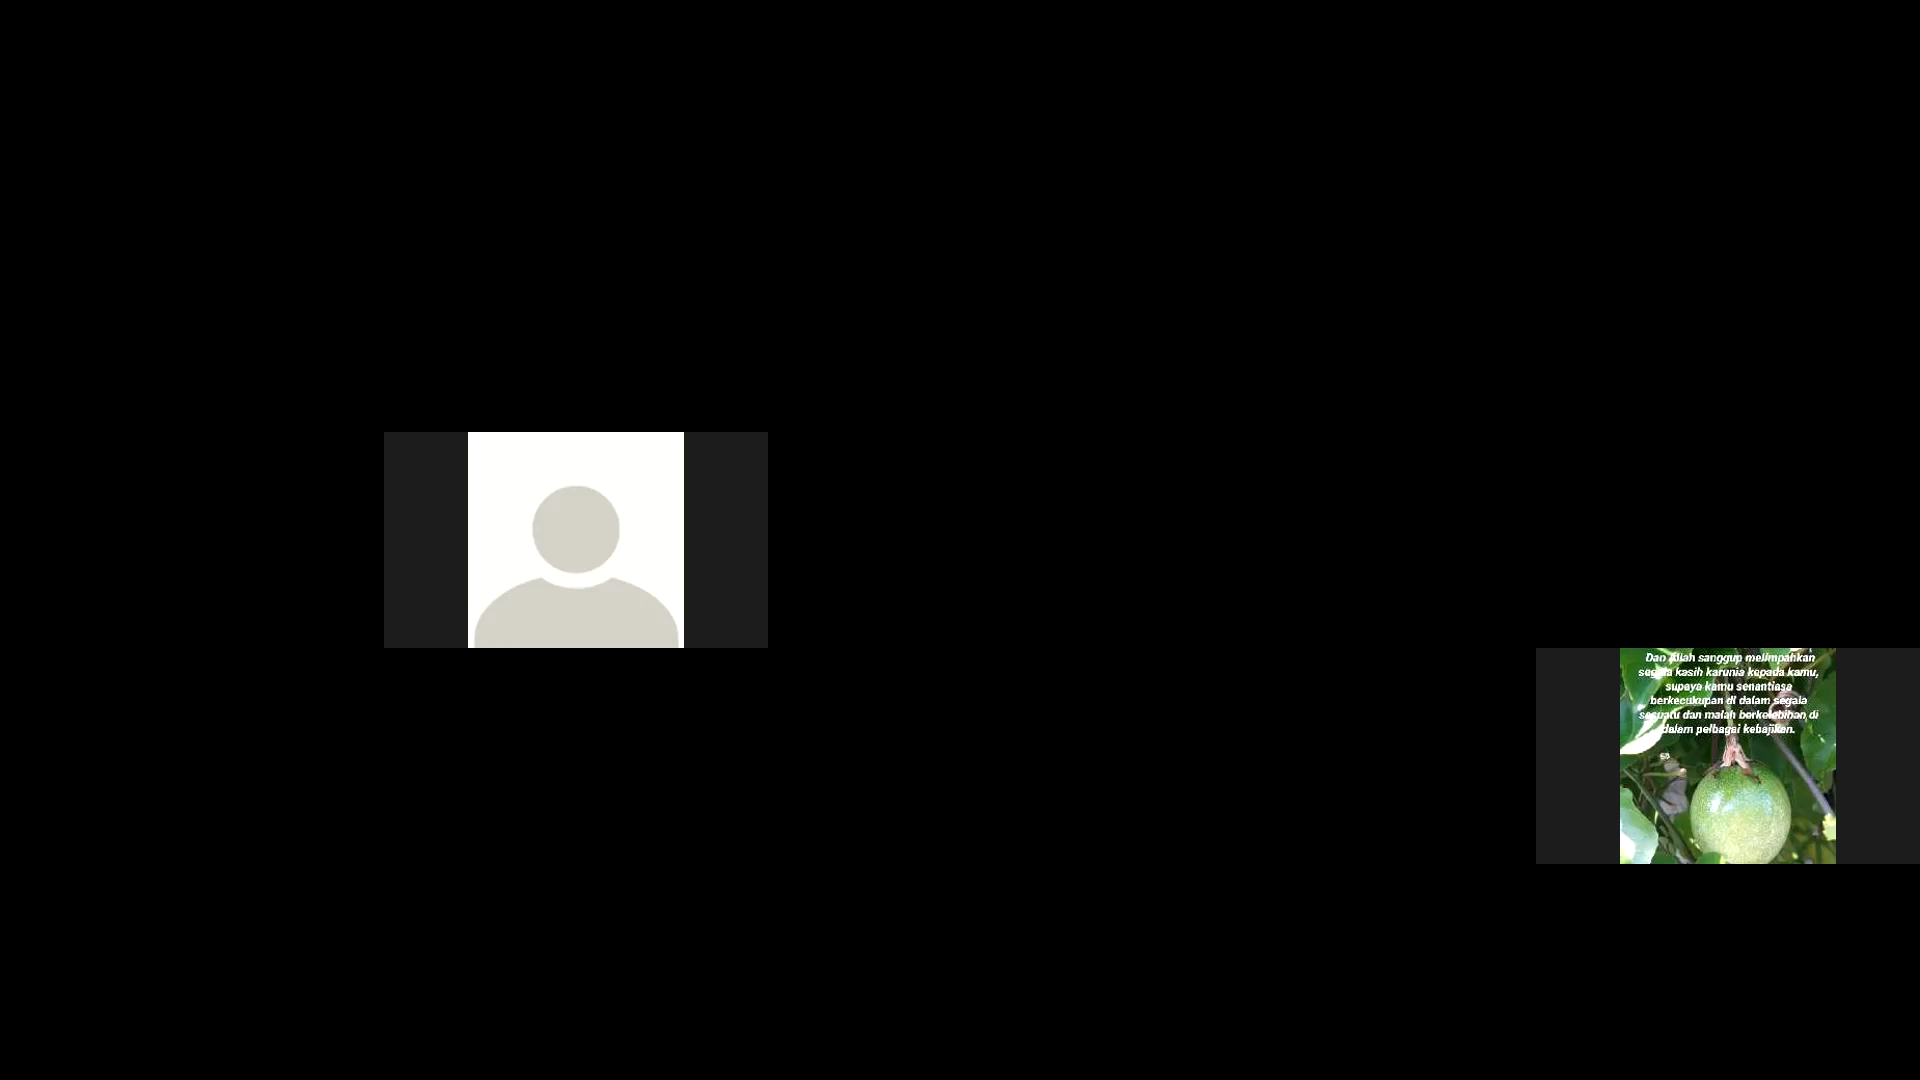 Dan Allah sanggup melimpahkan
segala kasih karunia kepada kamu,
supaya kamu senantiasa
berkecukupan di dalam segala
sesuatu dan malah berkelebihan di
dalam pelbagai kebajikan.